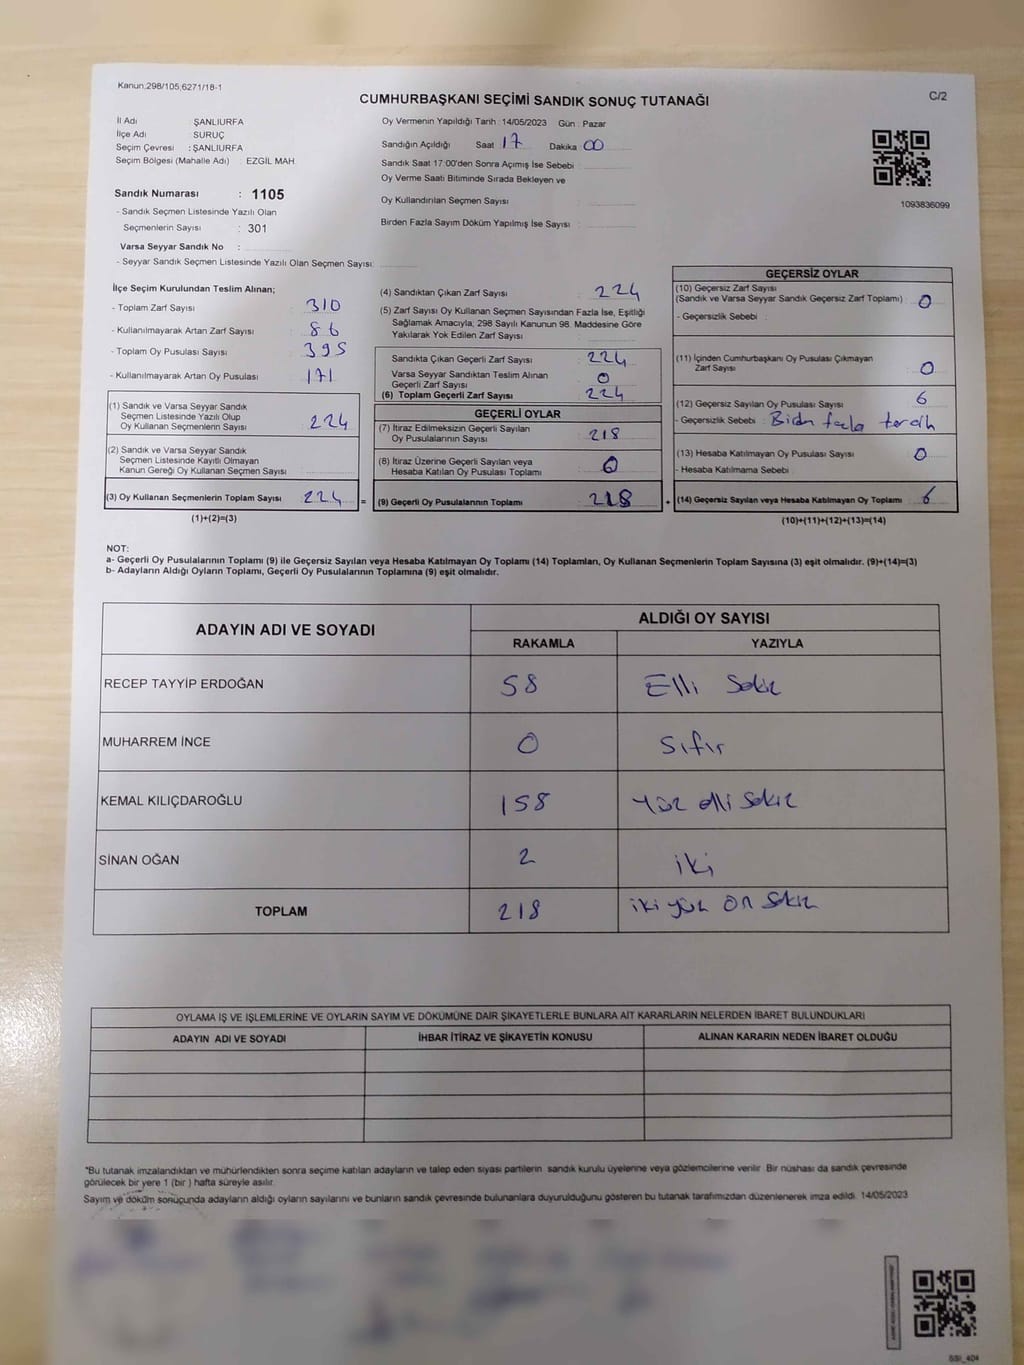 Kanun:298/105,6271/18-1
CUMHURBAŞKANI SEÇİMİ SANDIK SONUÇ TUTANAĞI
C/2
İl Adı : ŞANLIURFA
İlçe Adı : SURUÇ
Seçim Çevresi : ŞANLIURFA
Seçim Bölgesi (Mahalle Adı) : EZGİL MAH.
Sandık Numarası : 1105
- Sandık Seçmen Listesinde Yazılı Olan
Seçmenlerin Sayısı : 301
Varsa Seyyar Sandık No :
- Seyyar Sandık Seçmen Listesinde Yazılı Olan Seçmen Sayısı:
Oy Vermenin Yapıldığı Tarih : 14/05/2023 Gün : Pazar
Sandığın Açıldığı Saat 17 Dakika 00
Sandık Saat 17:00'den Sonra Açımış İse Sebebi :
Oy Verme Saati Bitiminde Sırada Bekleyen ve
Oy Kullandırılan Seçmen Sayısı :
Birden Fazla Sayım Döküm Yapılmış İse Sayısı :
1093836099
İlçe Seçim Kurulundan Teslim Alınan;
- Toplam Zarf Sayısı : 310
- Kullanılmayarak Artan Zarf Sayısı : 86
- Toplam Oy Pusulası Sayısı : 395
- Kullanılmayarak Artan Oy Pusulası : 171
(1) Sandık ve Varsa Seyyar Sandık
Seçmen Listesinde Yazılı Olup
Oy Kullanan Seçmenlerin Sayısı : 224
(2) Sandık ve Varsa Seyyar Sandık
Seçmen Listesinde Kayıtlı Olmayan
Kanun Gereği Oy Kullanan Seçmen Sayısı :
(3) Oy Kullanan Seçmenlerin Toplam Sayısı : 224 =
(1)+(2)=(3)
(4) Sandıktan Çıkan Zarf Sayısı : 224
(5) Zarf Sayısı Oy Kullanan Seçmen Sayısından Fazla İse, Eşitliği
Sağlamak Amacıyla; 298 Sayılı Kanunun 98. Maddesine Göre
Yakılarak Yok Edilen Zarf Sayısı :
Sandıkta Çıkan Geçerli Zarf Sayısı : 224
Varsa Seyyar Sandıktan Teslim Alınan
Geçerli Zarf Sayısı : 0
(6) Toplam Geçerli Zarf Sayısı : 224
GEÇERLİ OYLAR
(7) İtiraz Edilmeksizin Geçerli Sayılan
Oy Pusulalarının Sayısı : 218
(8) İtiraz Üzerine Geçerli Sayılan veya
Hesaba Katılan Oy Pusulaları Toplamı : 0
(9) Geçerli Oy Pusulalarının Toplamı : 218 +
GEÇERSİZ OYLAR
(10) Geçersiz Zarf Sayısı
(Sandık ve Varsa Seyyar Sandık Geçersiz Zarf Toplamı) : 0
- Geçersizlik Sebebi :
(11) İçinden Cumhurbaşkanı Oy Pusulası Çıkmayan
Zarf Sayısı : 0
(12) Geçersiz Sayılan Oy Pusulası Sayısı : 6
- Geçersizlik Sebebi : Birden fazla tercih
(13) Hesaba Katılmayan Oy Pusulası Sayısı : 0
- Hesaba Katılmama Sebebi :
(14) Geçersiz Sayılan veya Hesaba Katılmayan Oy Toplamı : 6
(10)+(11)+(12)+(13)=(14)
NOT:
a- Geçerli Oy Pusulalarının Toplamı (9) ile Geçersiz Sayılan veya Hesaba Katılmayan Oy Toplamı (14) Toplamları, Oy Kullanan Seçmenlerin Toplam Sayısına (3) eşit olmalıdır. (9)+(14)=(3)
b- Adayların Aldığı Oyların Toplamı, Geçerli Oy Pusulalarının Toplamına (9) eşit olmalıdır.
ADAYIN ADI VE SOYADI ALDIĞI OY SAYISI
RAKAMLA YAZIYLA
RECEP TAYYİP ERDOĞAN 58 Elli Sekiz
MUHARREM İNCE 0 Sıfır
KEMAL KILIÇDAROĞLU 158 Yüz elli Sekiz
SİNAN OĞAN 2 iki
TOPLAM 218 iki yüz on Sekiz
OYLAMA İŞ VE İŞLEMLERİNE VE OYLARIN SAYIM VE DÖKÜMÜNE DAİR ŞİKAYETLERLE BUNLARA AİT KARARLARIN NELERDEN İBARET BULUNDUKLARI
ADAYIN ADI VE SOYADI İHBAR İTİRAZ VE ŞİKAYETİN KONUSU ALINAN KARARIN NEDEN İBARET OLDUĞU
*Bu tutanak imzalandıktan ve mühürlendikten sonra seçime katılan adayların ve talep eden siyasi partilerin sandık kurulu üyelerine veya gözlemcilerine verilir. Bir nüshası da sandık çevresinde
görülecek bir yere 1 (bir ) hafta süreyle asılır.
Sayım ve döküm sonucunda adayların aldığı oyların sayılarını ve bunların sandık çevresinde bulunanlara duyurulduğunu gösteren bu tutanak tarafımızdan düzenlenerek imza edildi. 14/05/2023
SSI_404